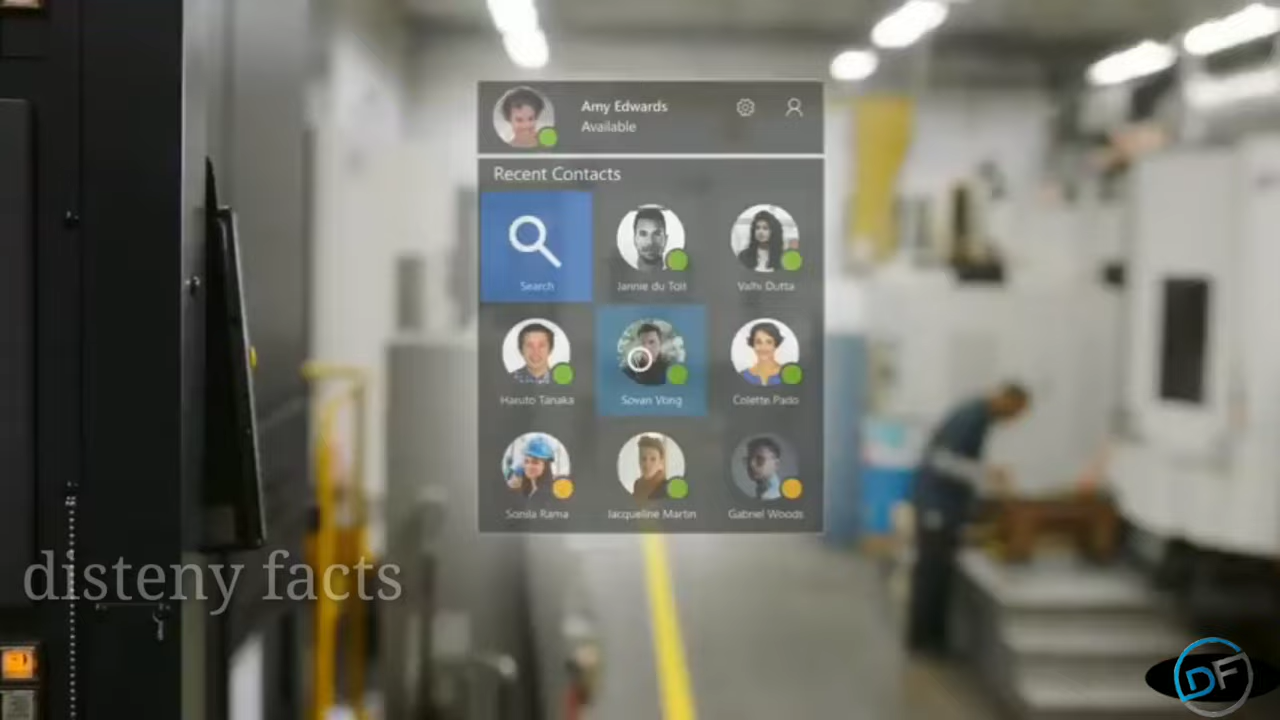 Amy Edwards
Available
Recent Contacts
Search
Jannie du Toit
Valhi Dutta
Haruto Tanaka
Sovan Vong
Colette Pado
Sonila Rama
Jacqueline Martin
Gabriel Woods
disteny facts
DF